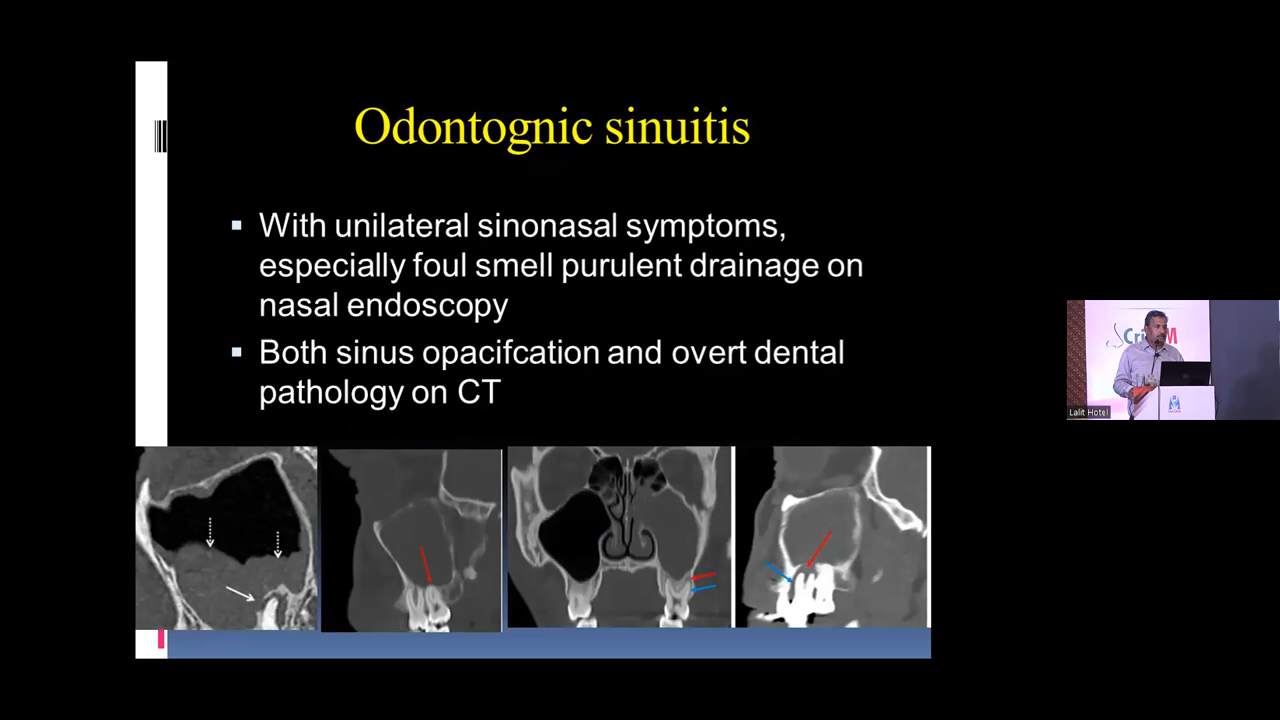 Odontognic sinuitis
With unilateral sinonasal symptoms,
especially foul smell purulent drainage on
nasal endoscopy
Both sinus opacifcation and overt dental
pathology on CT
Lalit Hotel